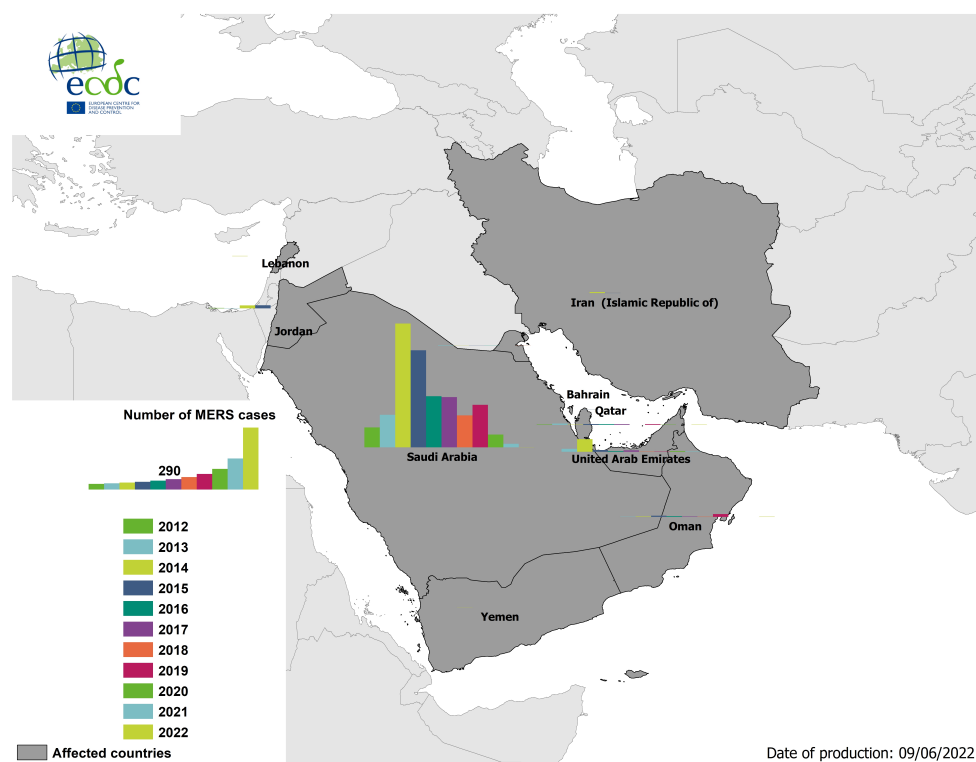 ecdc
EUROPEAN CENTRE FOR
DISEASE PREVENTION
AND CONTROL
Lebanon
Iran (Islamic Republic of)
Jordan
Bahrain
Qatar
Saudi Arabia
United Arab Emirates
Oman
Yemen
Number of MERS cases
290
2012
2013
2014
2015
2016
2017
2018
2019
2020
2021
2022
Affected countries
Date of production: 09/06/2022